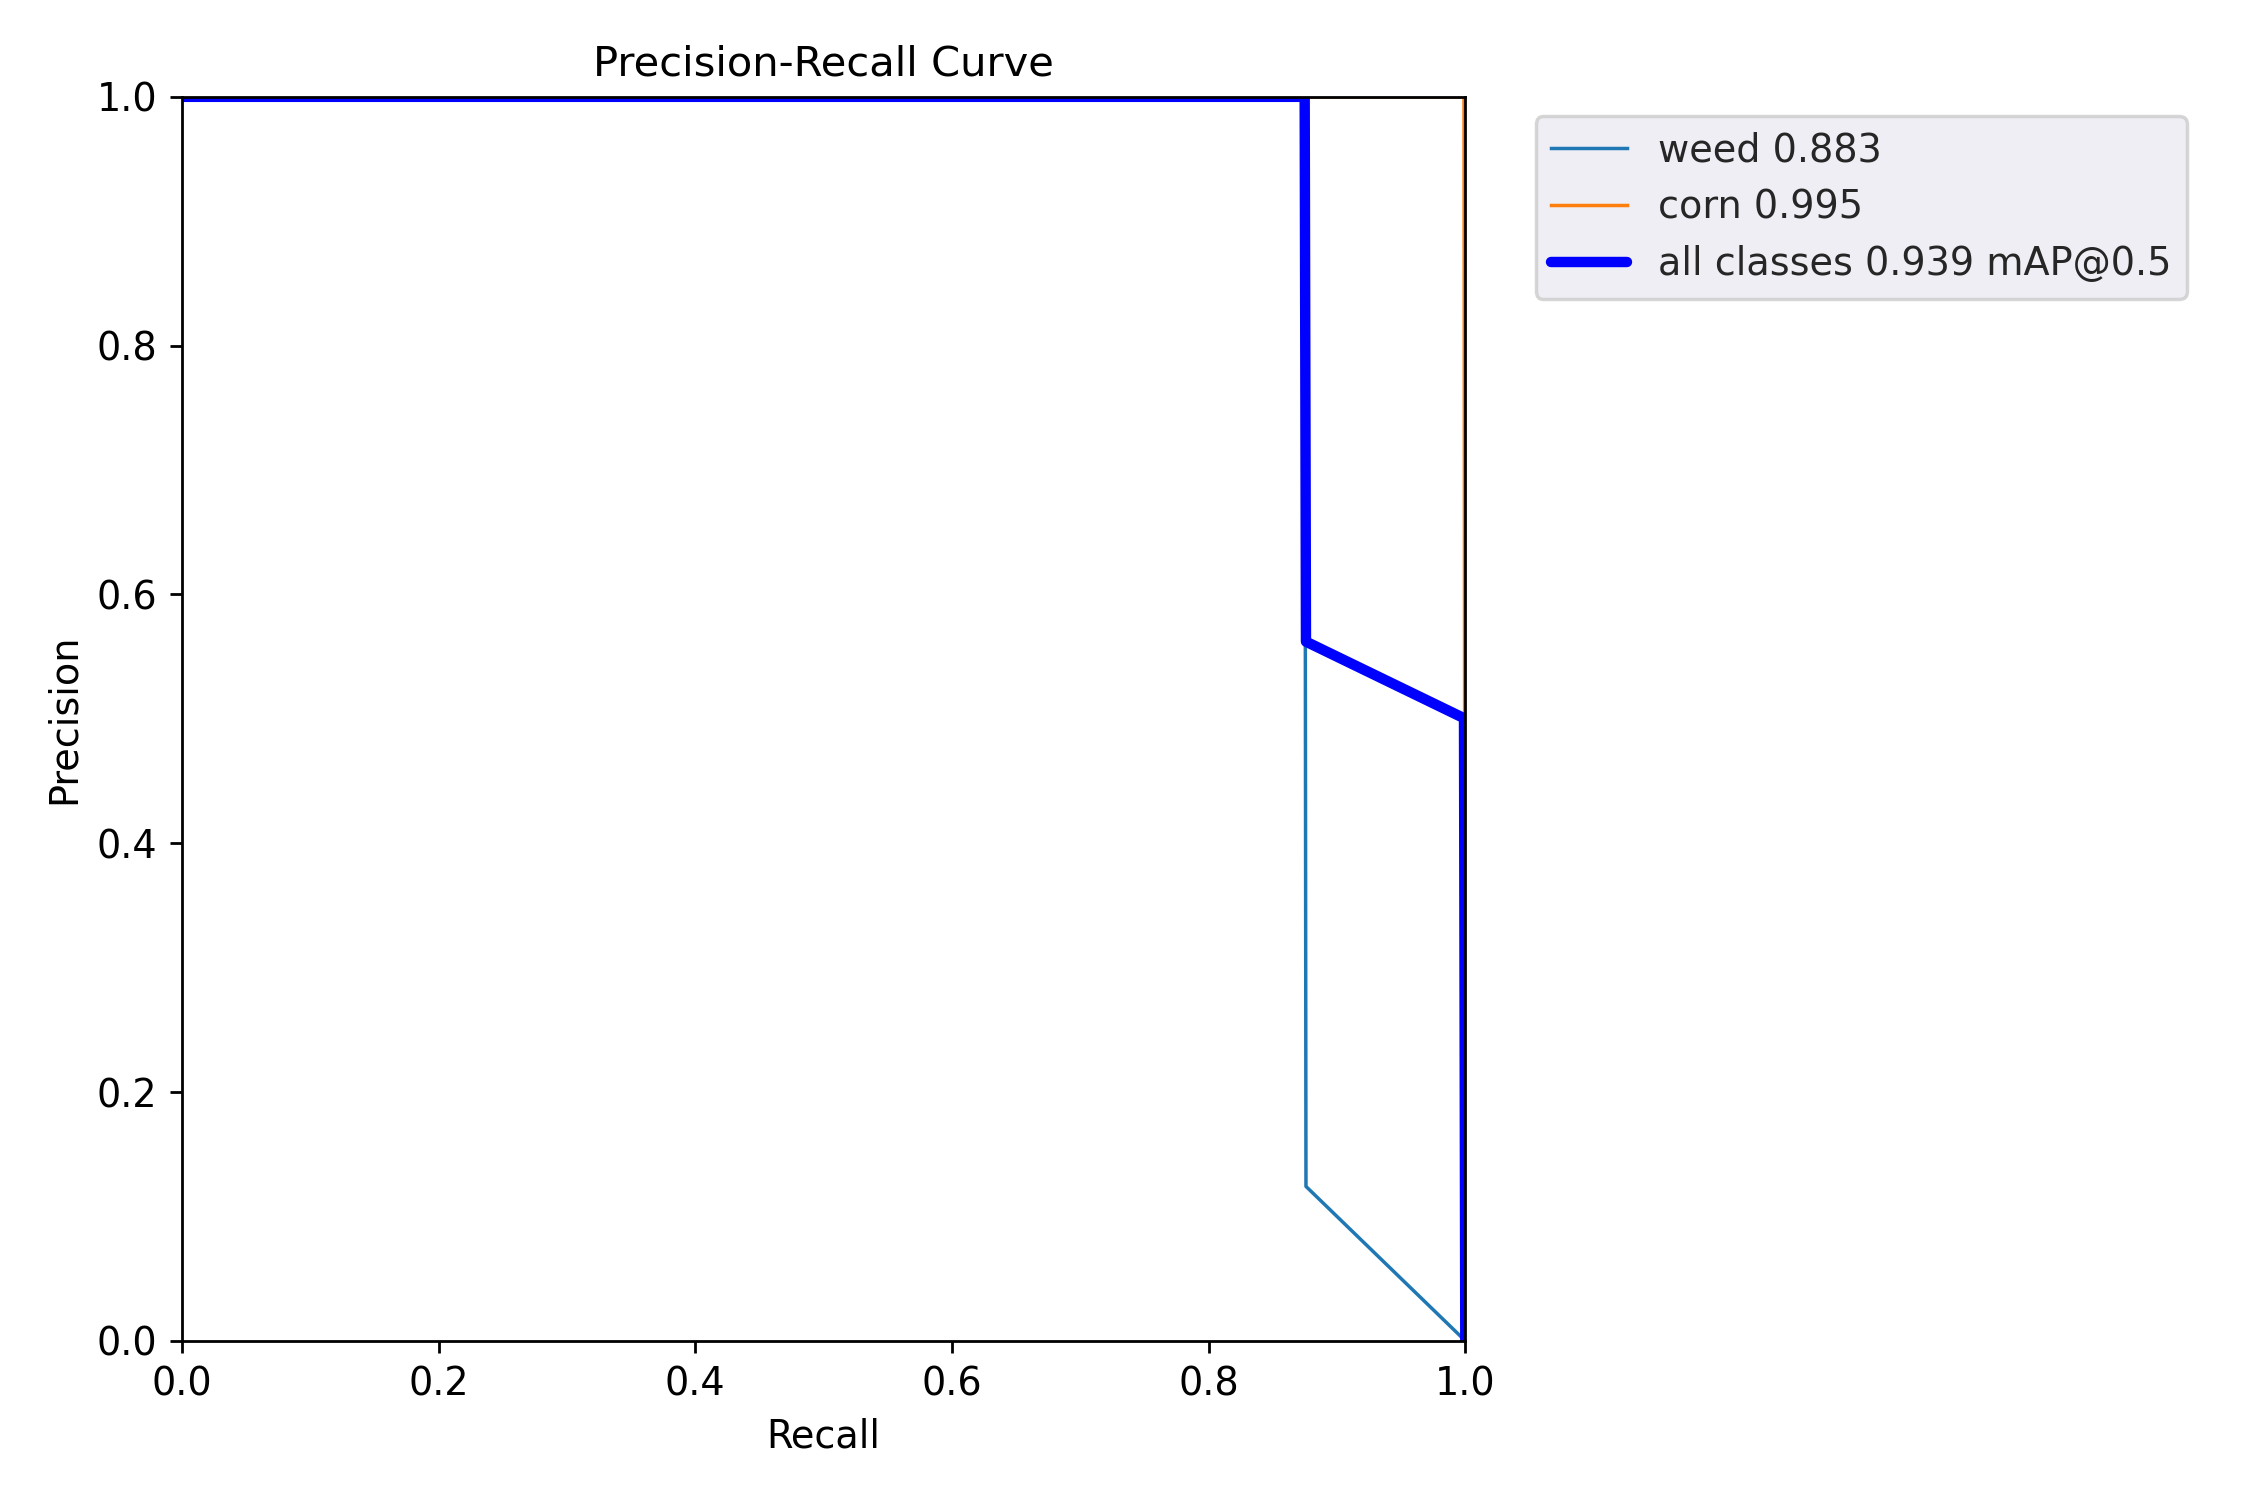 Precision-Recall Curve
1.0
0.8
0.6
0.4
0.2
0.0
Precision
0.0 0.2 0.4 0.6 0.8 1.0
Recall
weed 0.883
corn 0.995
all classes 0.939 mAP@0.5